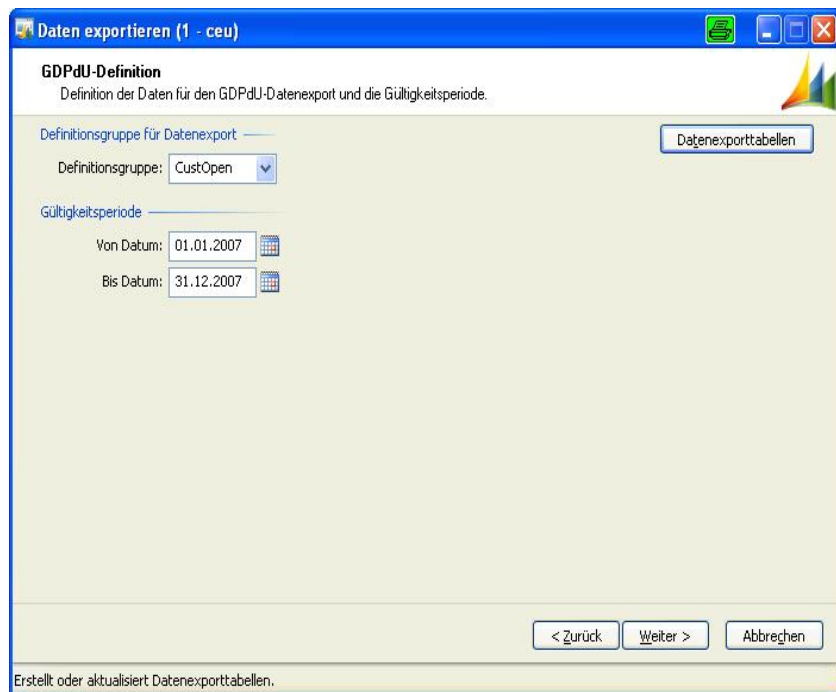 Daten exportieren (1 - ceu)
GDPdU-Definition
Definition der Daten für den GDPdU-Datenexport und die Gültigkeitsperiode.
Definitionsgruppe für Datenexport
Datenexporttabellen
Definitionsgruppe: CustOpen
Gültigkeitsperiode
Von Datum: 01.01.2007
Bis Datum: 31.12.2007
< Zurück Weiter > Abbrechen
Erstellt oder aktualisiert Datenexporttabellen.